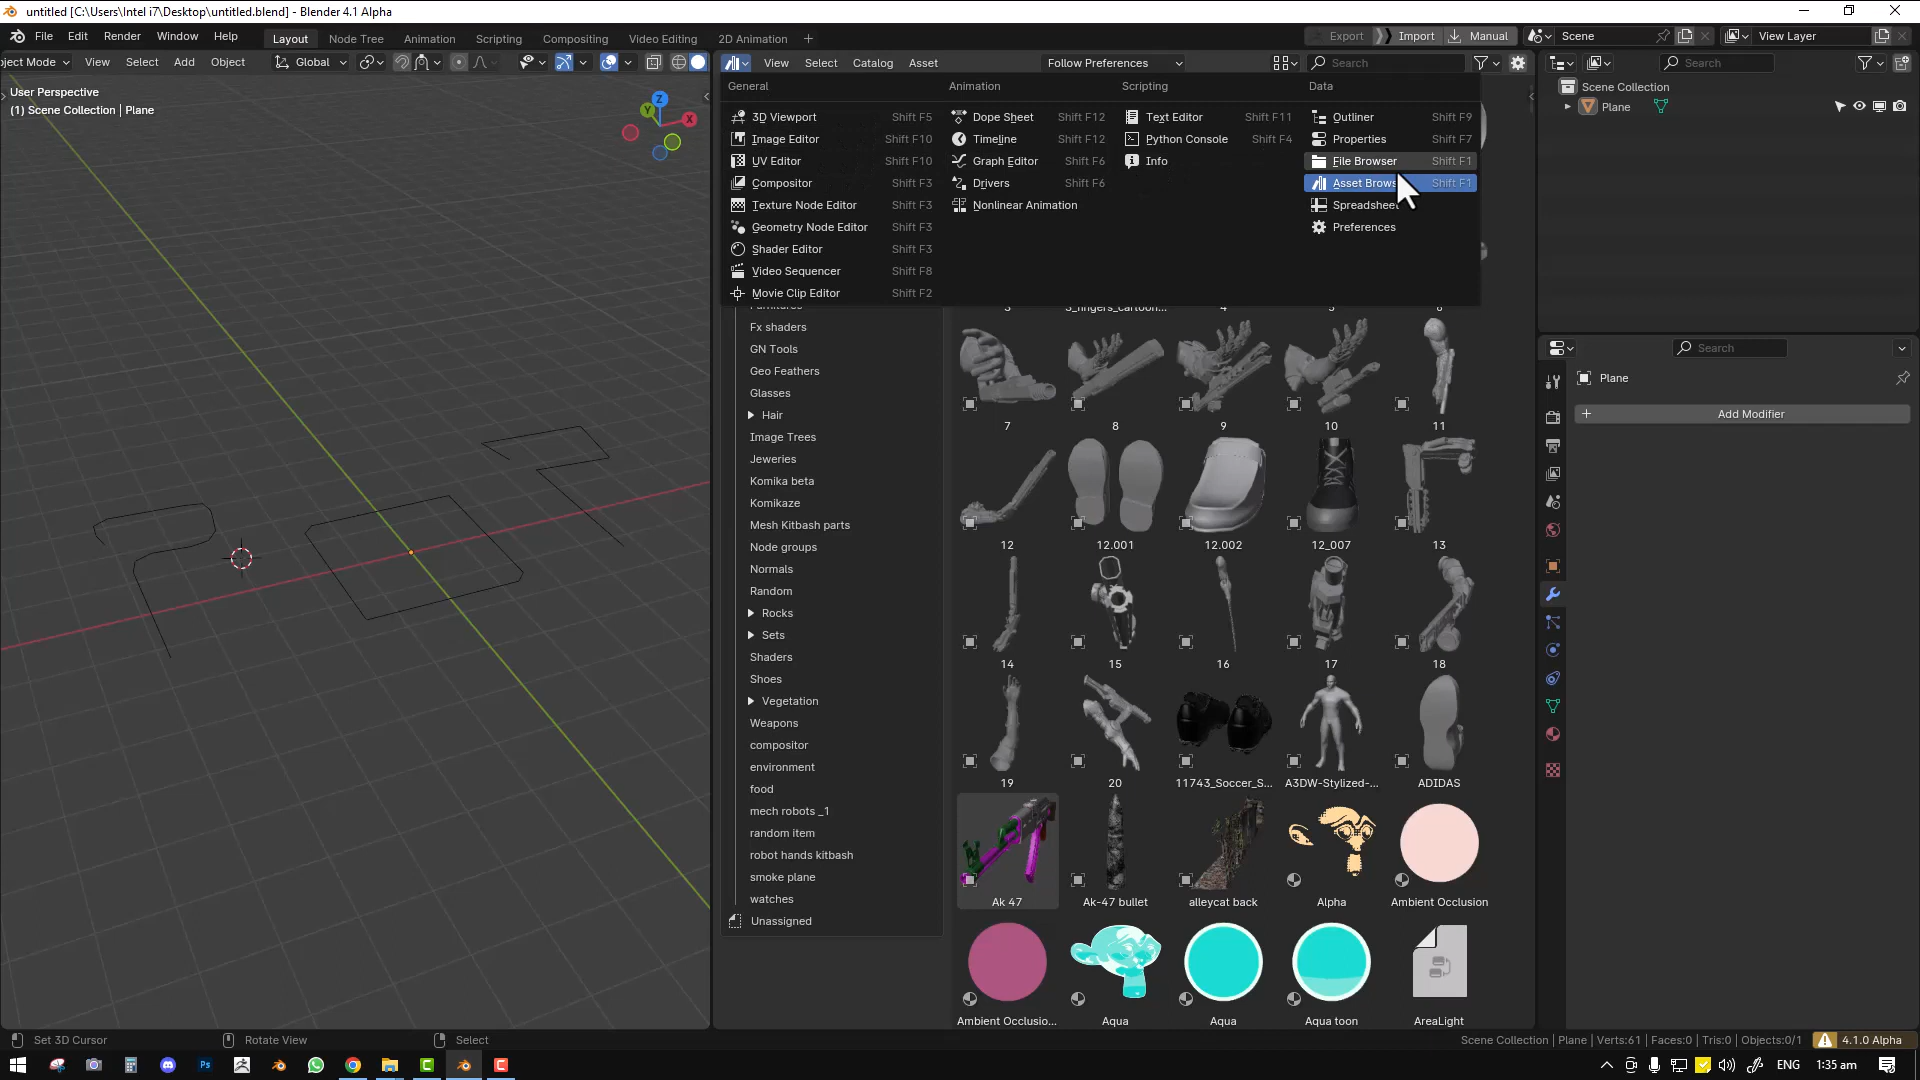 untitled [C:\Users\Intel i7\Desktop\untitled.blend] - Blender 4.1 Alpha
File Edit Render Window Help
Layout Node Tree Animation Scripting Compositing Video Editing 2D Animation +
Export Import Manual Scene View Layer
ject Mode View Select Add Object Global
View Select Catalog Asset Follow Preferences Search
Search
User Perspective
(1) Scene Collection | Plane
Z
Y
X
General
3D Viewport Shift F5
Image Editor Shift F10
UV Editor Shift F10
Compositor Shift F3
Texture Node Editor Shift F3
Geometry Node Editor Shift F3
Shader Editor Shift F3
Video Sequencer Shift F8
Movie Clip Editor Shift F2
Animation
Dope Sheet Shift F12
Timeline Shift F12
Graph Editor Shift F6
Drivers Shift F6
Nonlinear Animation
Scripting
Text Editor Shift F11
Python Console Shift F4
Info
Data
Outliner Shift F9
Properties Shift F7
File Browser Shift F1
Asset Brows Shift F1
Spreadsheet
Preferences
Fx shaders
GN Tools
Geo Feathers
Glasses
Hair
Image Trees
Jeweries
Komika beta
Komikaze
Mesh Kitbash parts
Node groups
Normals
Random
Rocks
Sets
Shaders
Shoes
Vegetation
Weapons
compositor
environment
food
mech robots _1
random item
robot hands kitbash
smoke plane
watches
Unassigned
7 8 9 10 11
12 12.001 12.002 12_007 13
14 15 16 17 18
19 20 11743_Soccer_S... A3DW-Stylized-... ADIDAS
Ak 47 Ak-47 bullet alleycat back Alpha Ambient Occlusion
Ambient Occlusio... Aqua Aqua Aqua toon AreaLight
Scene Collection
Plane
Search
Plane
Add Modifier
Set 3D Cursor Rotate View Select
Scene Collection | Plane | Verts:61 | Faces:0 | Tris:0 | Objects:0/1 4.1.0 Alpha
ENG 1:35 am